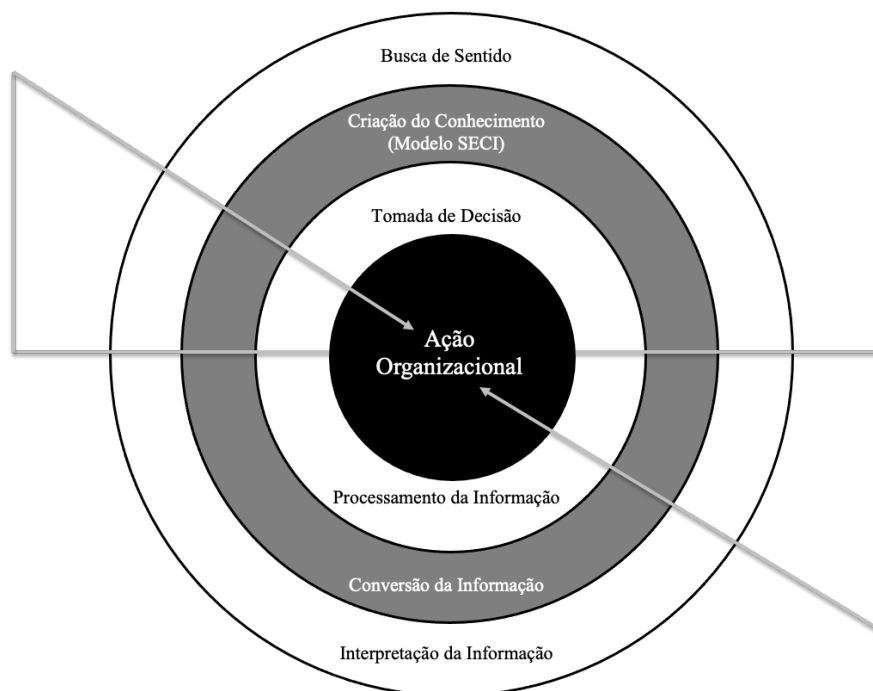 Busca de Sentido
Criação do Conhecimento
(Modelo SECI)
Tomada de Decisão
Ação
Organizacional
Processamento da Informação
Conversão da Informação
Interpretação da Informação